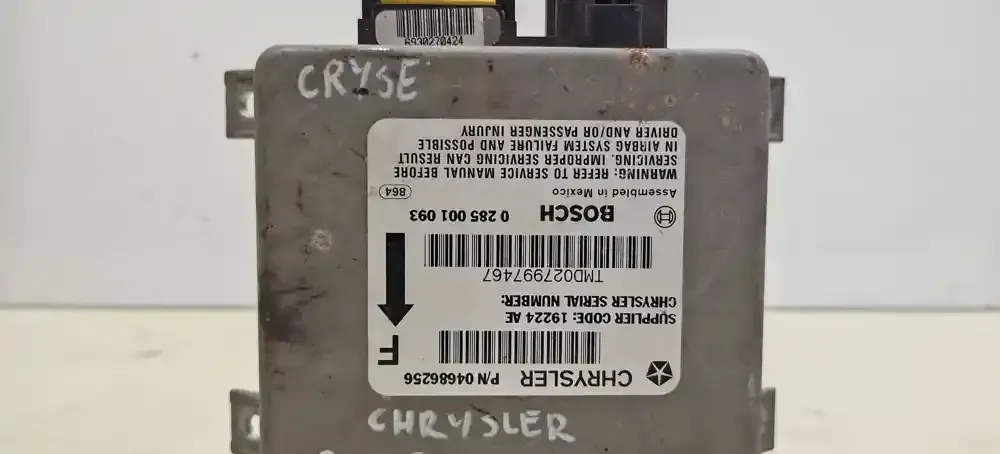 6930270424
CRYSE
CHRYSLER P/N 04686256
F
SUPPLIER CODE: 19224 AE
CHRYSLER SERIAL NUMBER:
TMD027997467
BOSCH 0 285 001 093
Assembled in Mexico 864
WARNING: REFER TO SERVICE MANUAL BEFORE
SERVICING. IMPROPER SERVICING CAN RESULT
IN AIRBAG SYSTEM FAILURE AND POSSIBLE
DRIVER AND/OR PASSENGER INJURY
CHRYSLER